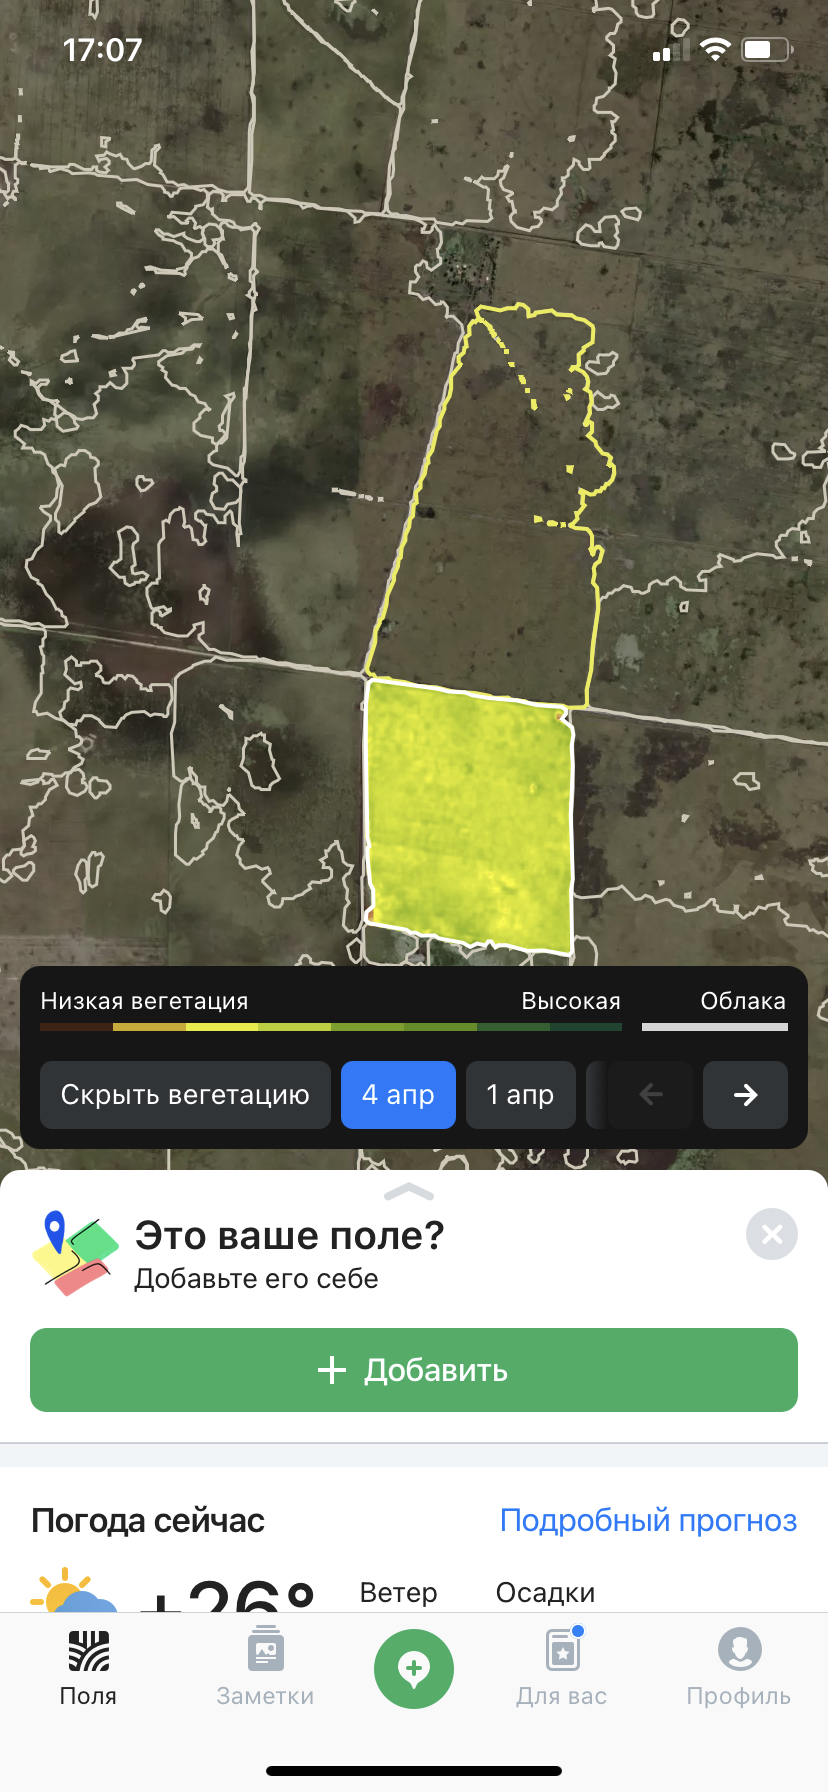 17:07
Низкая вегетация
Высокая
Облака
Скрыть вегетацию
4 апр
1 апр
Это ваше поле?
Добавьте его себе
Добавить
Погода сейчас
Подробный прогноз
+26°
Ветер
Осадки
Поля
Заметки
Для вас
Профиль